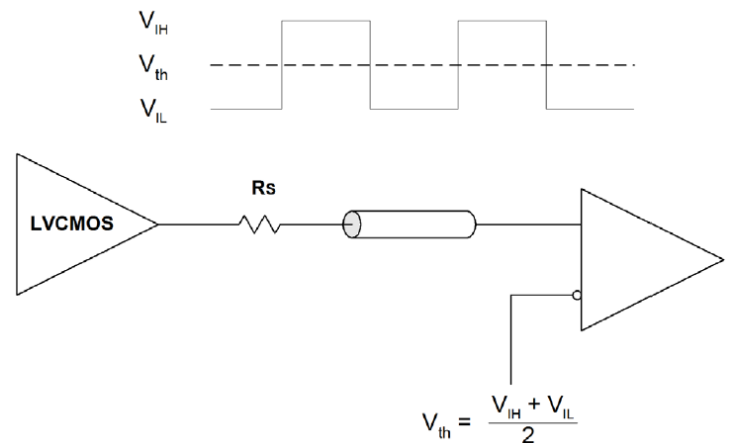 V_IH
V_th
V_IL
Rs
LVCMOS
V_th = (V_IH + V_IL) / 2